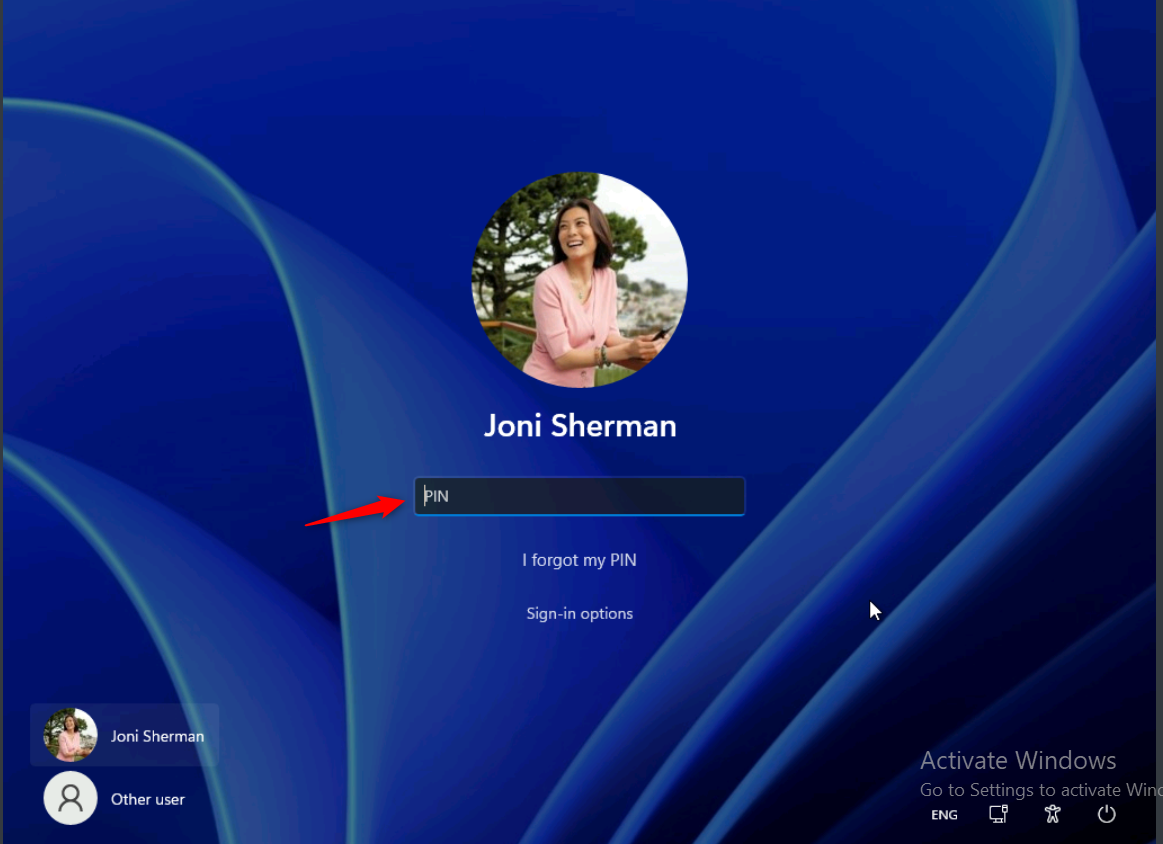 Joni Sherman
PIN
I forgot my PIN
Sign-in options
Joni Sherman
Other user
Activate Windows
Go to Settings to activate Wind
ENG